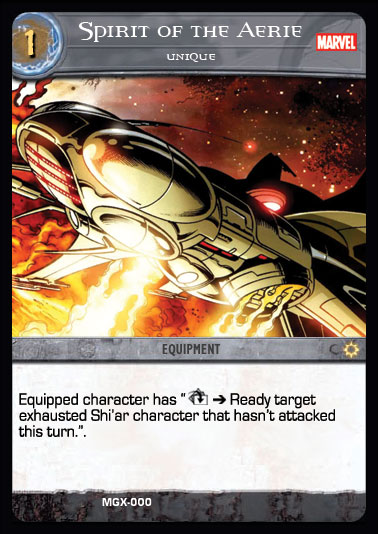 1
Spirit of the Aerie
MARVEL
UNIQUE
EQUIPMENT
C
Equipped character has " ➔ Ready target
exhausted Shi'ar character that hasn't attacked
this turn.".
MGX-000